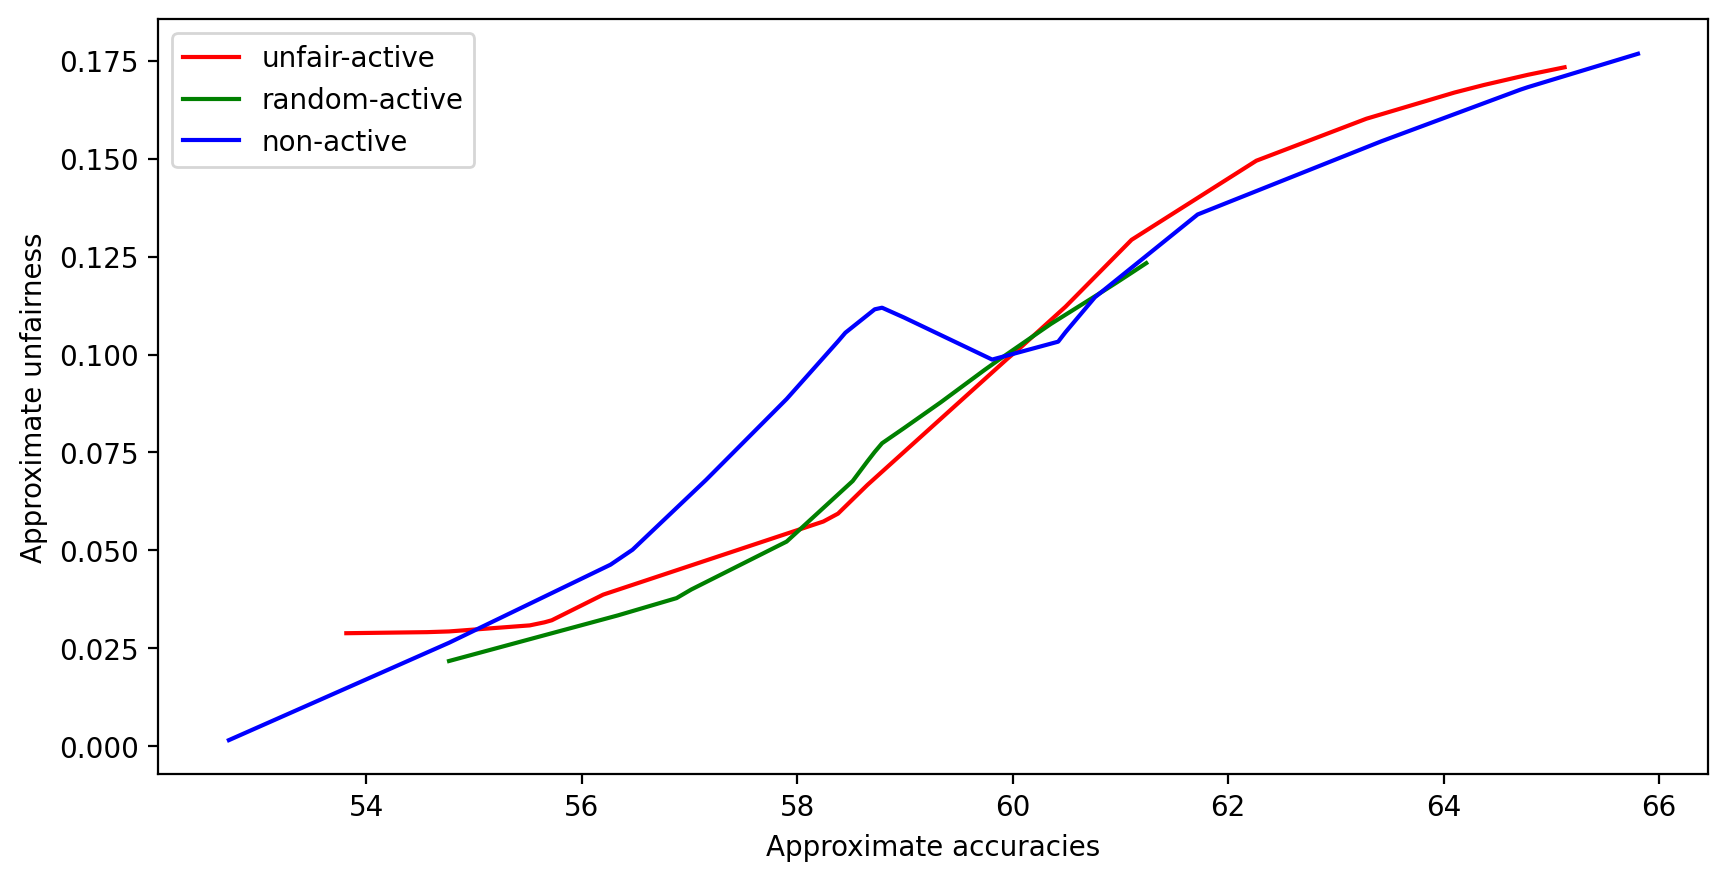 unfair-active
random-active
non-active
0.175
0.150
0.125
0.100
0.075
0.050
0.025
0.000
Approximate unfairness
54 56 58 60 62 64 66
Approximate accuracies